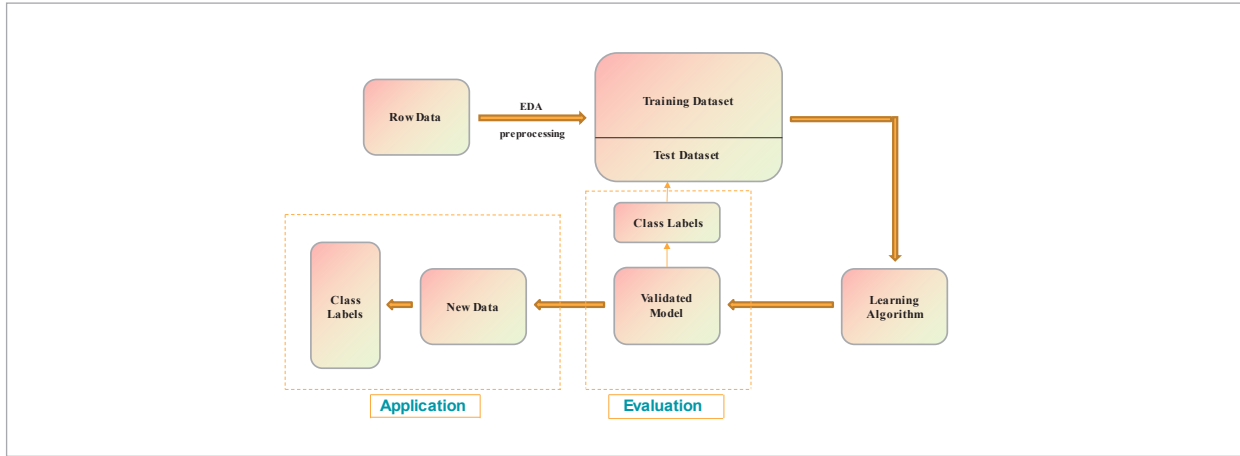 Row Data
EDA
preprocessing
Training Dataset
Test Dataset
Class Labels
Class
Labels
New Data
Validated
Model
Learning
Algorithm
Application
Evaluation